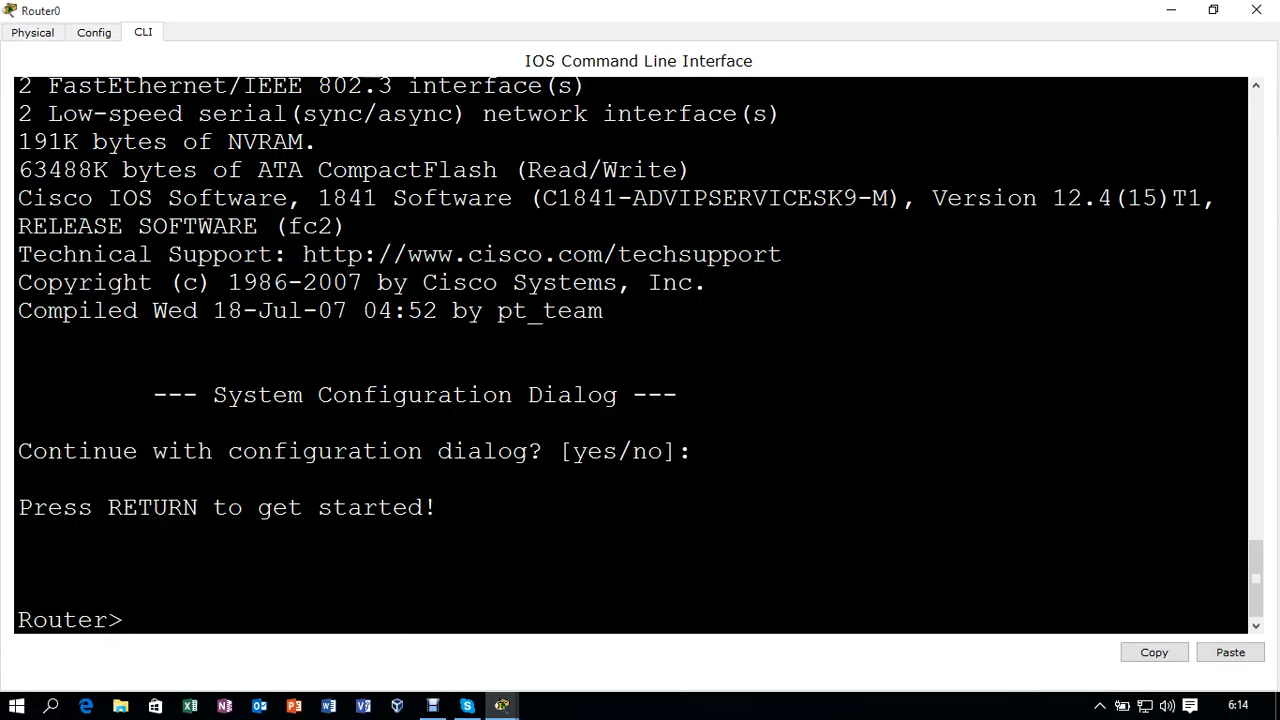 Router0
Physical Config CLI
IOS Command Line Interface
2 FastEthernet/IEEE 802.3 interface(s)
2 Low-speed serial(sync/async) network interface(s)
191K bytes of NVRAM.
63488K bytes of ATA CompactFlash (Read/Write)
Cisco IOS Software, 1841 Software (C1841-ADVIPSERVICESK9-M), Version 12.4(15)T1,
RELEASE SOFTWARE (fc2)
Technical Support: http://www.cisco.com/techsupport
Copyright (c) 1986-2007 by Cisco Systems, Inc.
Compiled Wed 18-Jul-07 04:52 by pt_team
--- System Configuration Dialog ---
Continue with configuration dialog? [yes/no]:
Press RETURN to get started!
Router>
Copy Paste
6:14